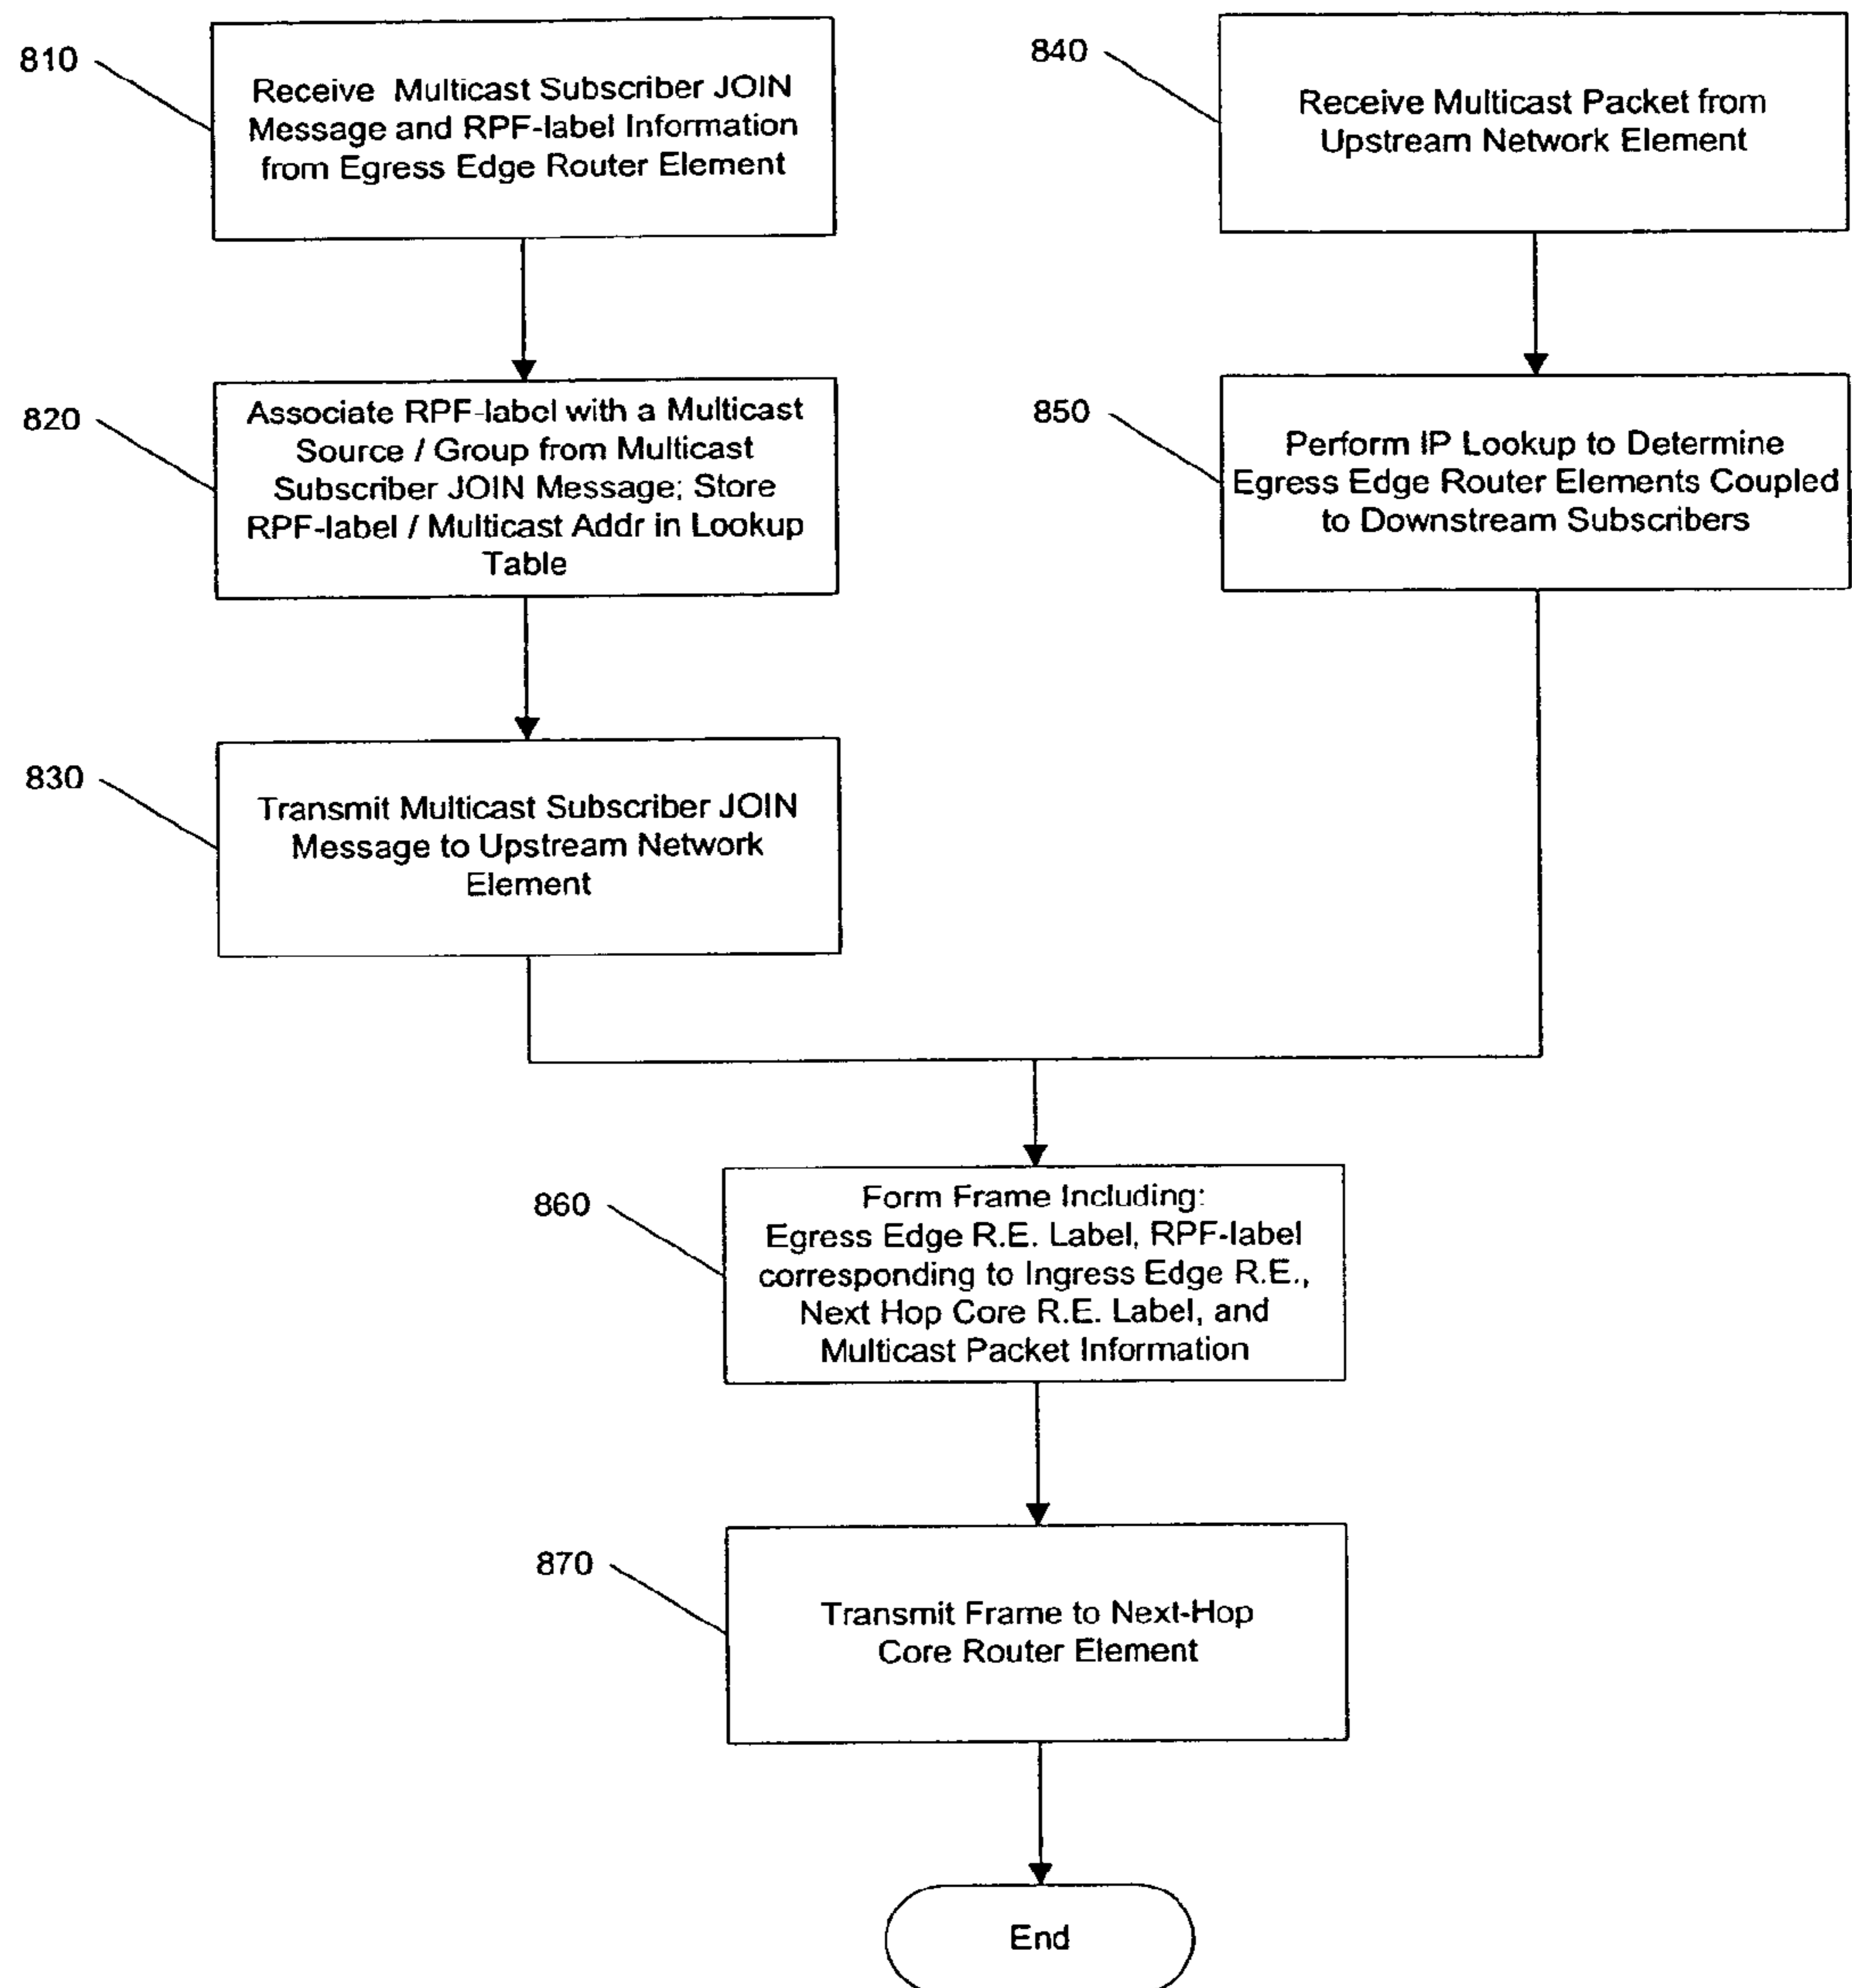 810
Receive Multicast Subscriber JOIN
Message and RPF-label Information
from Egress Edge Router Element
820
Associate RPF-label with a Multicast
Source / Group from Multicast
Subscriber JOIN Message; Store
RPF-label / Multicast Addr in Lookup
Table
830
Transmit Multicast Subscriber JOIN
Message to Upstream Network
Element
840
Receive Multicast Packet from
Upstream Network Element
850
Perform IP Lookup to Determine
Egress Edge Router Elements Coupled
to Downstream Subscribers
860
Form Frame Including:
Egress Edge R.E. Label, RPF-label
corresponding to Ingress Edge R.E.,
Next Hop Core R.E. Label, and
Multicast Packet Information
870
Transmit Frame to Next-Hop
Core Router Element
End